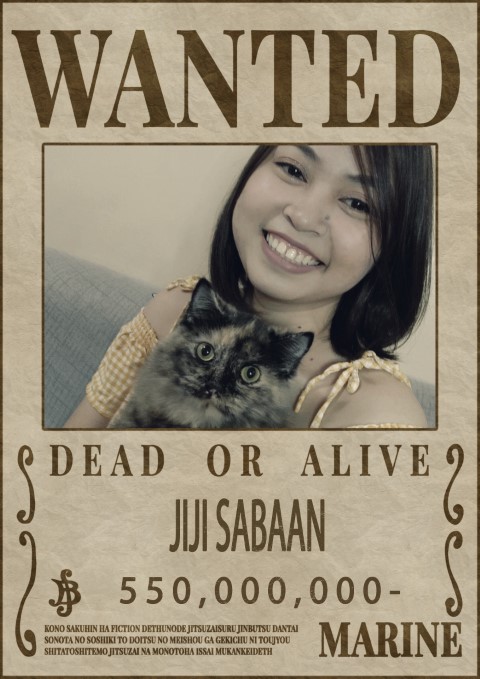 WANTED
DEAD OR ALIVE
JIJI SABAAN
550,000,000-
KONO SAKUHIN HA FICTION DETHUNODE JITSUZAISURU JINBUTSU DANTAI
SONOTA NO SOSHIKI TO DOITSU NO MEISHOU GA GEKICHU NI TOUJYOU
SHITATOSHITEMO JITSUZAI NA MONOTOHA ISSAI MUKANKEIDETH
MARINE